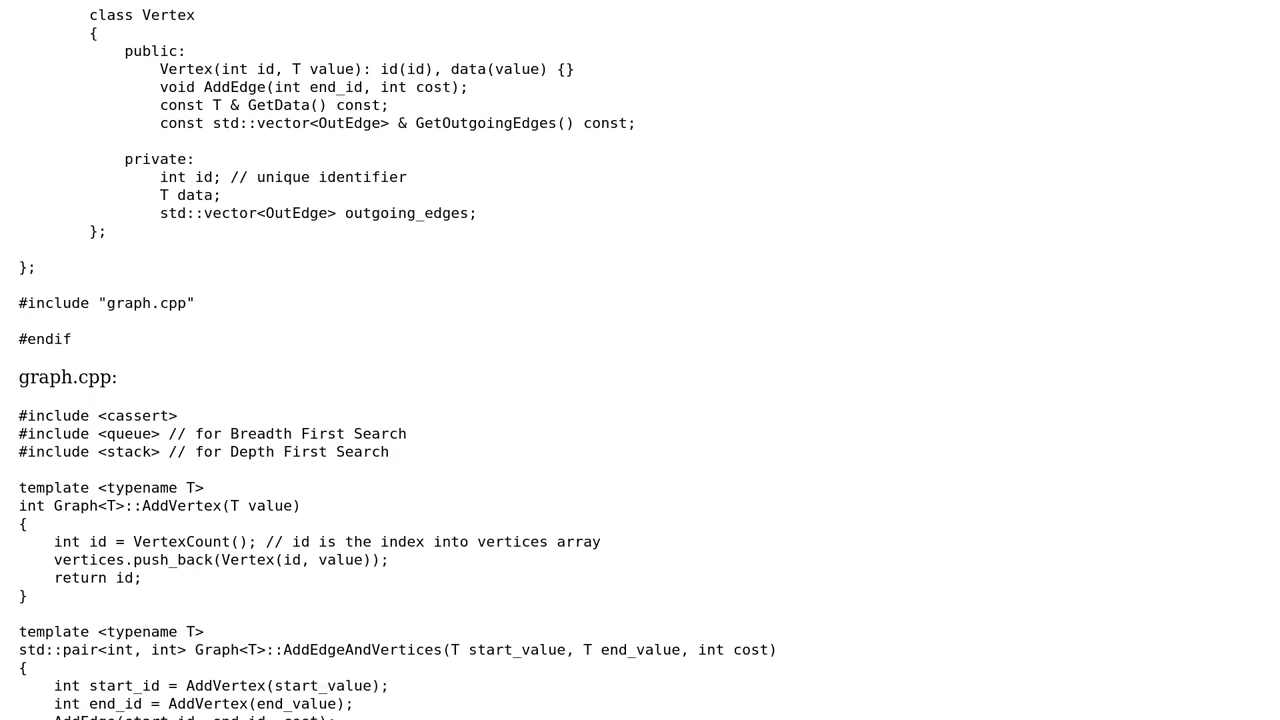 class Vertex
{
public:
Vertex(int id, T value): id(id), data(value) {}
void AddEdge(int end_id, int cost);
const T & GetData() const;
const std::vector<OutEdge> & GetOutgoingEdges() const;
private:
int id; // unique identifier
T data;
std::vector<OutEdge> outgoing_edges;
};
};
#include "graph.cpp"
#endif
graph.cpp:
#include <cassert>
#include <queue> // for Breadth First Search
#include <stack> // for Depth First Search
template <typename T>
int Graph<T>::AddVertex(T value)
{
int id = VertexCount(); // id is the index into vertices array
vertices.push_back(Vertex(id, value));
return id;
}
template <typename T>
std::pair<int, int> Graph<T>::AddEdgeAndVertices(T start_value, T end_value, int cost)
{
int start_id = AddVertex(start_value);
int end_id = AddVertex(end_value);
AddEdge(start_id, end_id, cost);